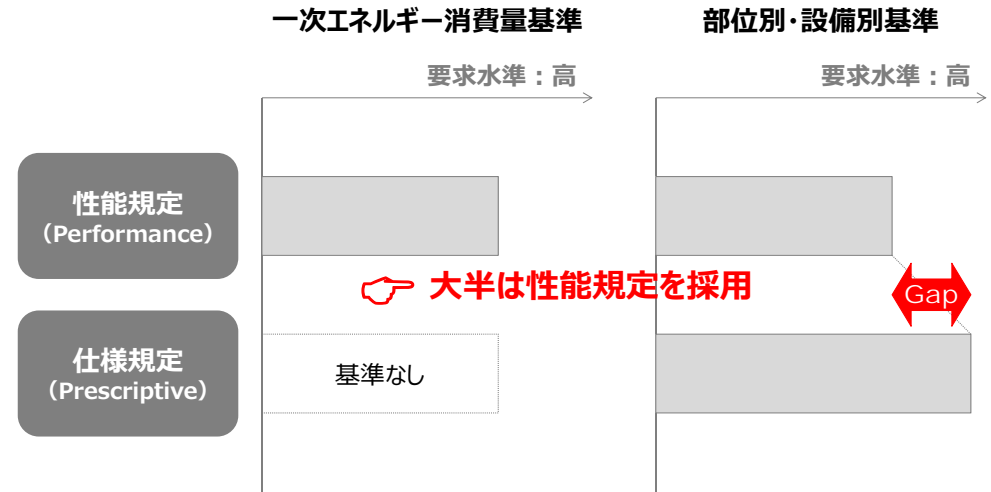 一次エネルギー消費量基準
部位別・設備別基準
要求水準：高
要求水準：高
性能規定
（Performance）
大半は性能規定を採用
Gap
仕様規定
（Prescriptive）
基準なし